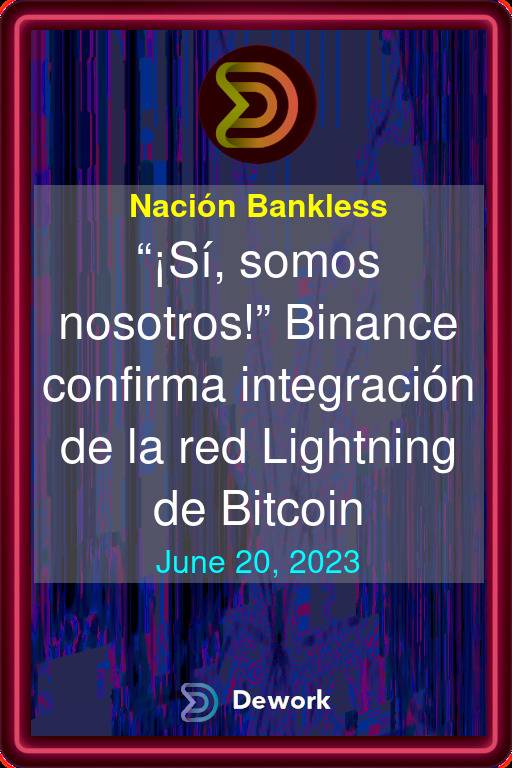 Nación Bankless
“¡Sí, somos
nosotros!” Binance
confirma integración
de la red Lightning
de Bitcoin
June 20, 2023
Dework